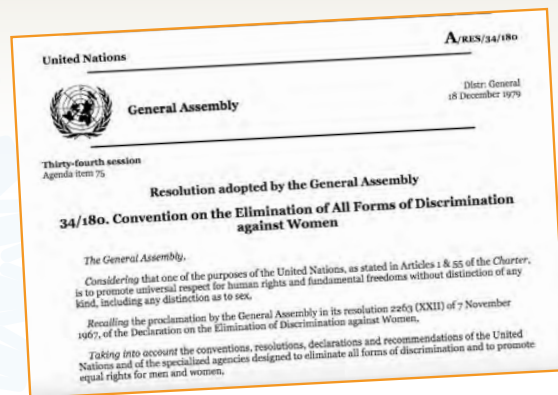 A/RES/34/180
United Nations
Distr: General
18 December 1979
General Assembly
Thirty-fourth session
Agenda item 75
Resolution adopted by the General Assembly
34/180. Convention on the Elimination of All Forms of Discrimination
against Women
The General Assembly,
Considering that one of the purposes of the United Nations, as stated in Articles 1 & 55 of the Charter,
is to promote universal respect for human rights and fundamental freedoms without distinction of any
kind, including any distinction as to sex,
Recalling the proclamation by the General Assembly in its resolution 2263 (XXII) of 7 November
1967, of the Declaration on the Elimination of Discrimination against Women,
Taking into account the conventions, resolutions, declarations and recommendations of the United
Nations and of the specialized agencies designed to eliminate all forms of discrimination and to promote
equal rights for men and women,